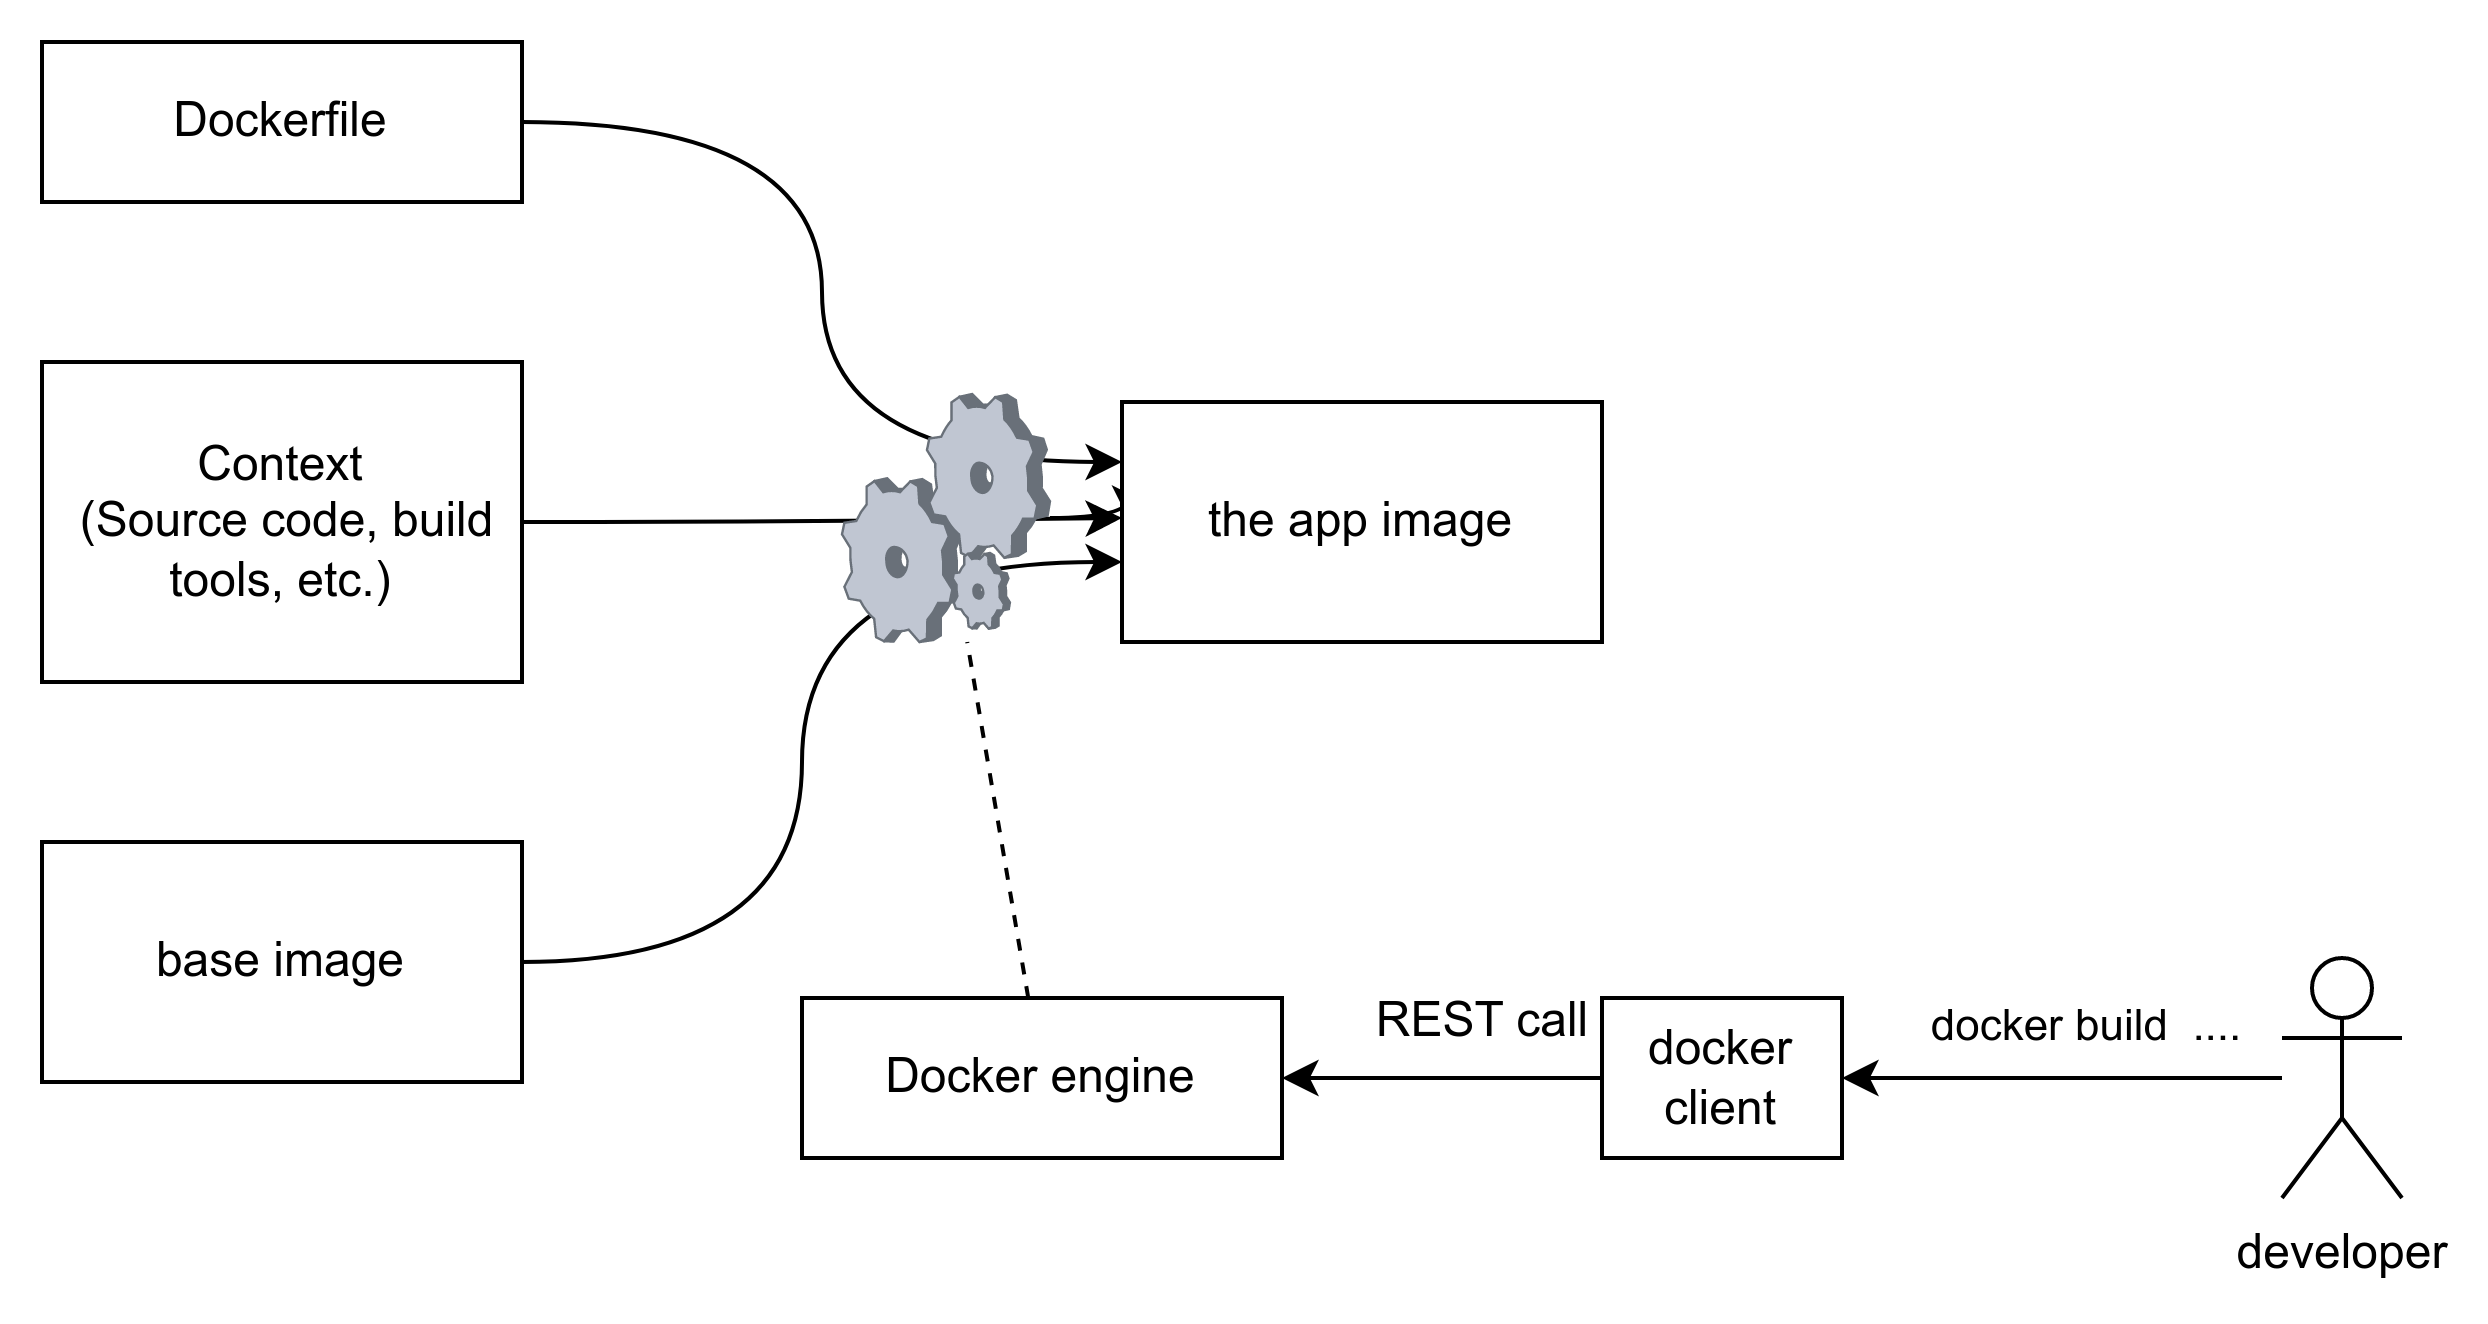 Dockerfile
Context
(Source code, build
tools, etc.)
the app image
base image
Docker engine
REST call
docker
client
docker build  ....
developer